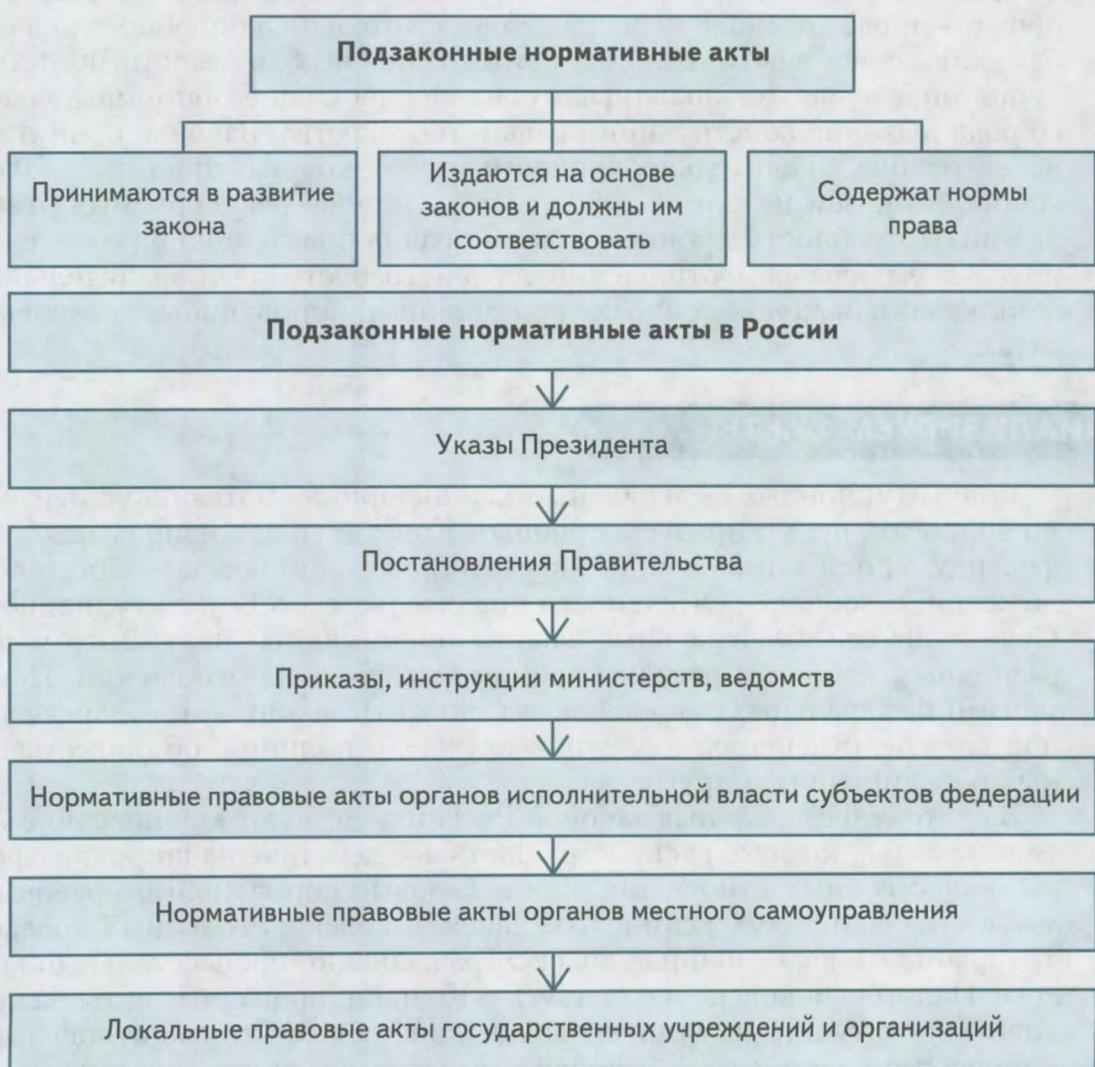 Подзаконные нормативные акты
Принимаются в развитие
закона
Издаются на основе
законов и должны им
соответствовать
Содержат нормы
права
Подзаконные нормативные акты в России
Указы Президента
Постановления Правительства
Приказы, инструкции министерств, ведомств
Нормативные правовые акты органов исполнительной власти субъектов федерации
Нормативные правовые акты органов местного самоуправления
Локальные правовые акты государственных учреждений и организаций